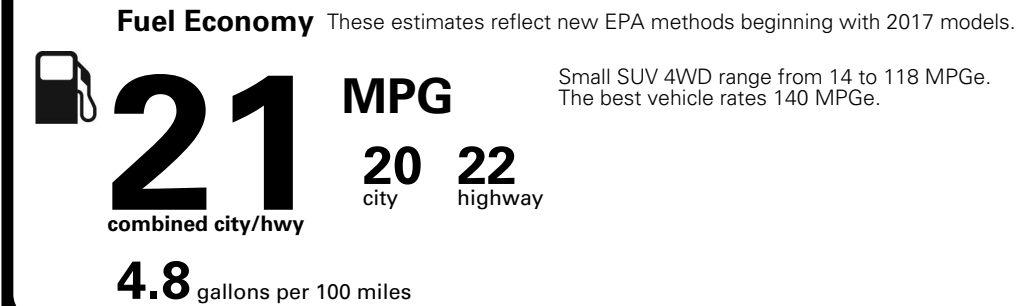 Fuel Economy These estimates reflect new EPA methods beginning with 2017 models.
21 MPG
Small SUV 4WD range from 14 to 118 MPGe.
The best vehicle rates 140 MPGe.
20 22
city highway
combined city/hwy
4.8 gallons per 100 miles